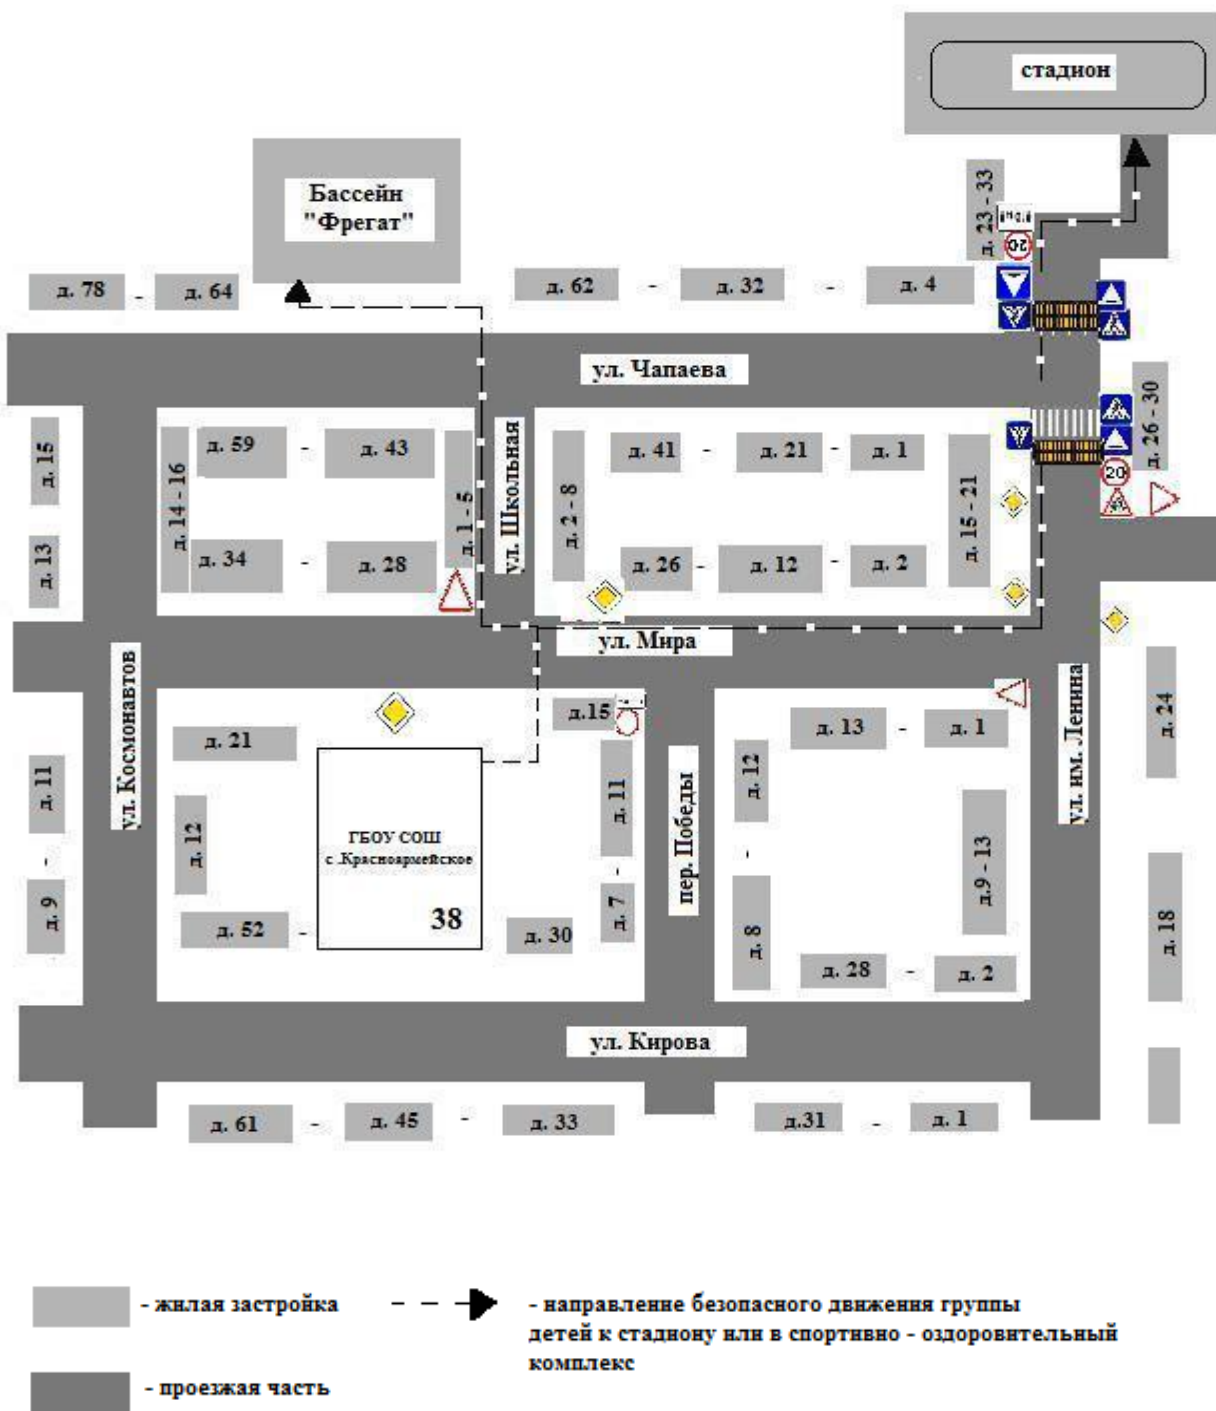 стадион
Бассейн
"Фрегат"
д. 23 - 33
20
д. 78 - д. 64
д. 62 - д. 32 - д. 4
ул. Чапаева
д. 26 - 30
20
д. 15
д. 13
д. 14 - 16
д. 59 - д. 43
д. 34 - д. 28
д. 1 - 5
ул. Школьная
д. 2 - 8
д. 41 - д. 21 - д. 1
д. 26 - д. 12 - д. 2
д. 15 - 21
ул. Мира
ул. Космонавтов
д. 11 - д. 9
д. 21
д. 12
д. 52 -
ГБОУ СОШ
с .Красноармейское
38
д. 30
д.15
д. 11 - д. 7
пер. Победы
д. 12 - д. 8
д. 13 - д. 1
д.9 - 13
д. 28 - д. 2
ул. им. Ленина
д. 24
д. 18
ул. Кирова
д. 61 - д. 45 - д. 33
д.31 - д. 1
- жилая застройка
- направление безопасного движения группы
детей к стадиону или в спортивно - оздоровительный
комплекс
- проезжая часть